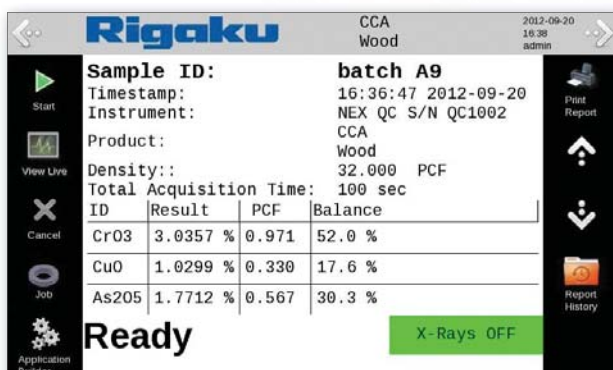 Rigaku
CCA
Wood
2012-09-20
16:38
admin
Start
View Live
Cancel
Job
Application
Sample ID: batch A9
Timestamp: 16:36:47 2012-09-20
Instrument: NEX QC S/N QC1002
Product: CCA
Wood
Density:: 32.000 PCF
Total Acquisition Time: 100 sec
ID Result PCF Balance
CrO3 3.0357 % 0.971 52.0 %
CuO 1.0299 % 0.330 17.6 %
As2O5 1.7712 % 0.567 30.3 %
Ready
X-Rays OFF
Print
Report
Report
History